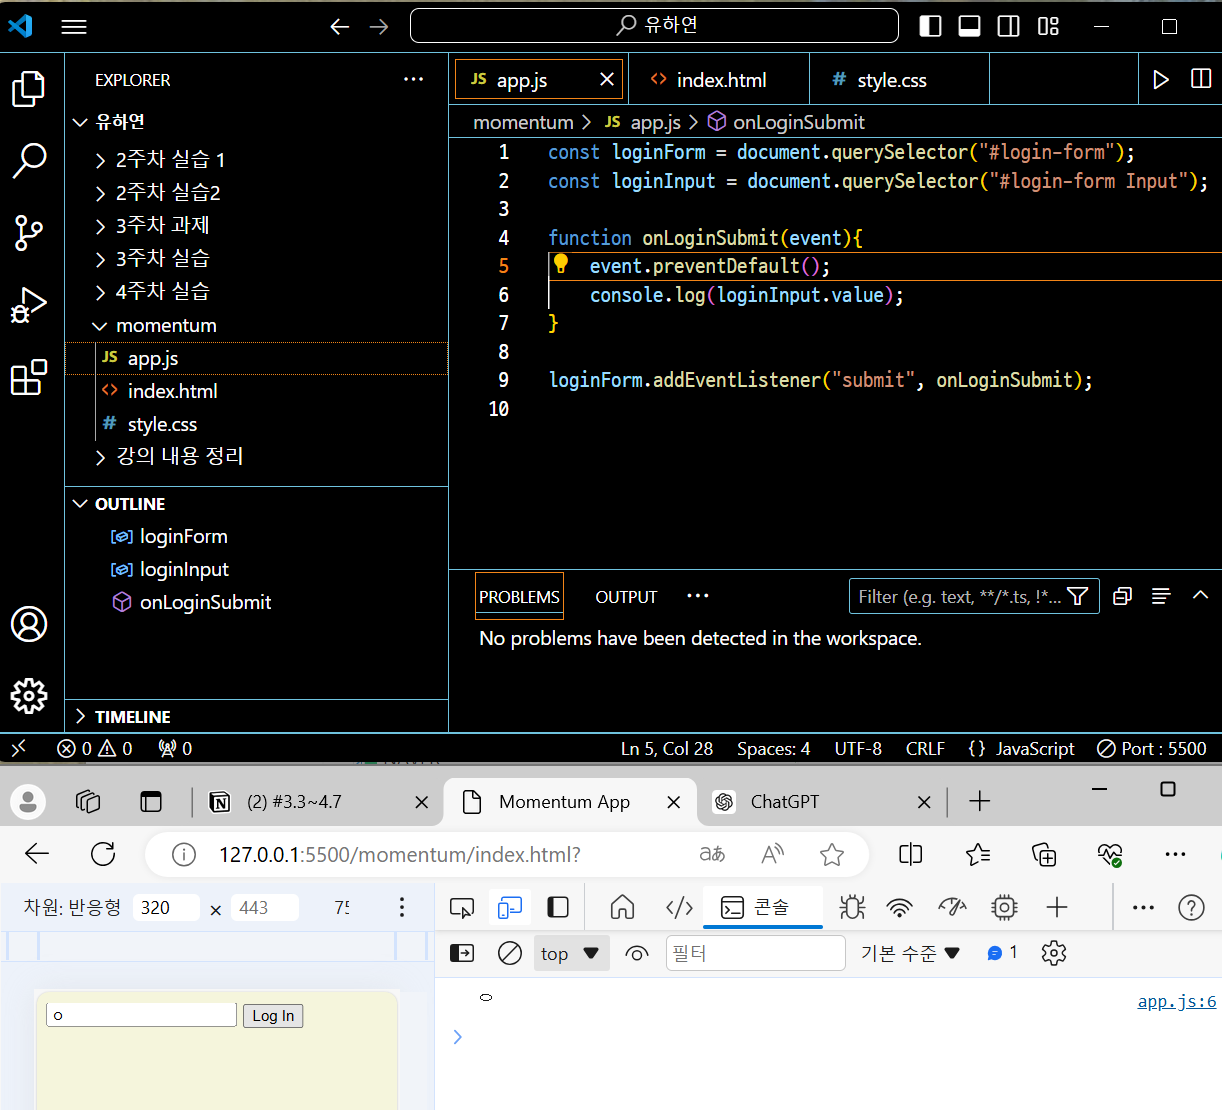 유하연
EXPLORER ...
유하연
2주차 실습 1
2주차 실습2
3주차 과제
3주차 실습
4주차 실습
momentum
JS app.js
<> index.html
# style.css
강의 내용 정리
OUTLINE
loginForm
loginInput
onLoginSubmit
TIMELINE
JS app.js
<> index.html
# style.css
momentum > JS app.js > onLoginSubmit
1 const loginForm = document.querySelector("#login-form");
2 const loginInput = document.querySelector("#login-form Input");
3
4 function onLoginSubmit(event){
5 event.preventDefault();
6 console.log(loginInput.value);
7 }
8
9 loginForm.addEventListener("submit", onLoginSubmit);
10
PROBLEMS OUTPUT ... Filter (e.g. text, **/*.ts, !*...
No problems have been detected in the workspace.
0 0 0 Ln 5, Col 28 Spaces: 4 UTF-8 CRLF {} JavaScript Port : 5500
(2) #3.3~4.7 Momentum App ChatGPT
127.0.0.1:5500/momentum/index.html?
차원: 반응형 320 × 443
콘솔
top 필터 기본 수준 1
ㅇ Log In
ㅇ app.js:6